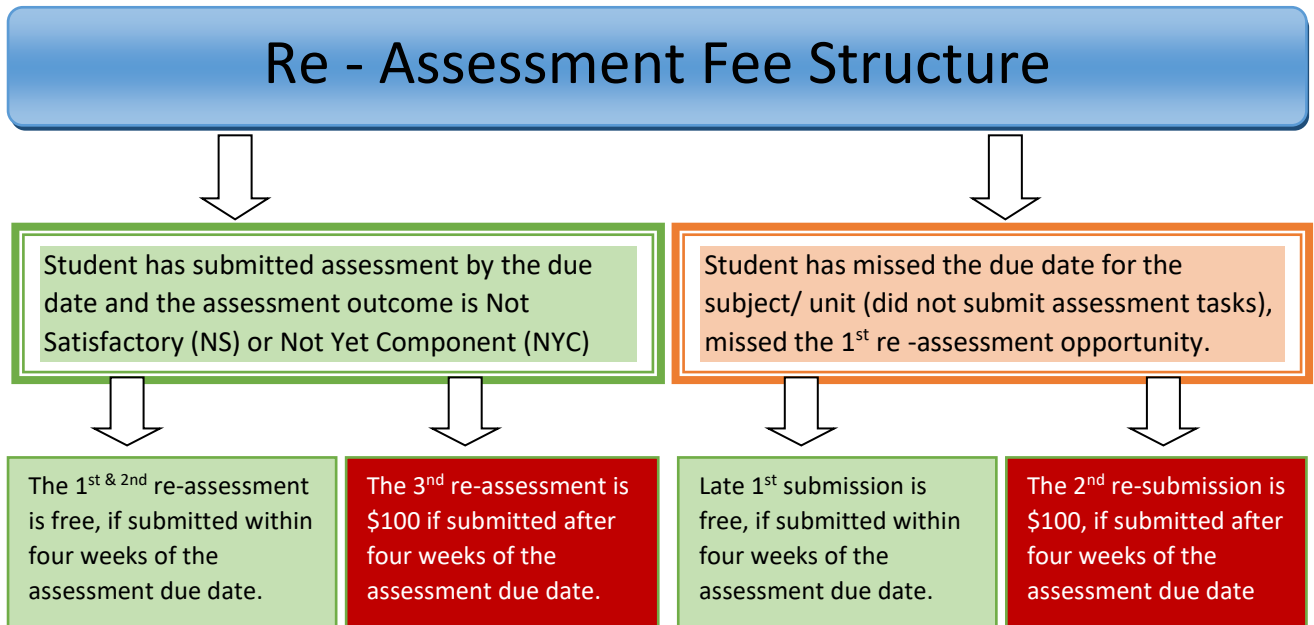 Re - Assessment Fee Structure
Student has submitted assessment by the due
date and the assessment outcome is Not
Satisfactory (NS) or Not Yet Component (NYC)
Student has missed the due date for the
subject/ unit (did not submit assessment tasks),
missed the 1st re -assessment opportunity.
The 1st & 2nd re-assessment
is free, if submitted within
four weeks of the
assessment due date.
The 3rd re-assessment is
$100 if submitted after
four weeks of the
assessment due date.
Late 1st submission is
free, if submitted within
four weeks of the
assessment due date.
The 2nd re-submission is
$100, if submitted after
four weeks of the
assessment due date